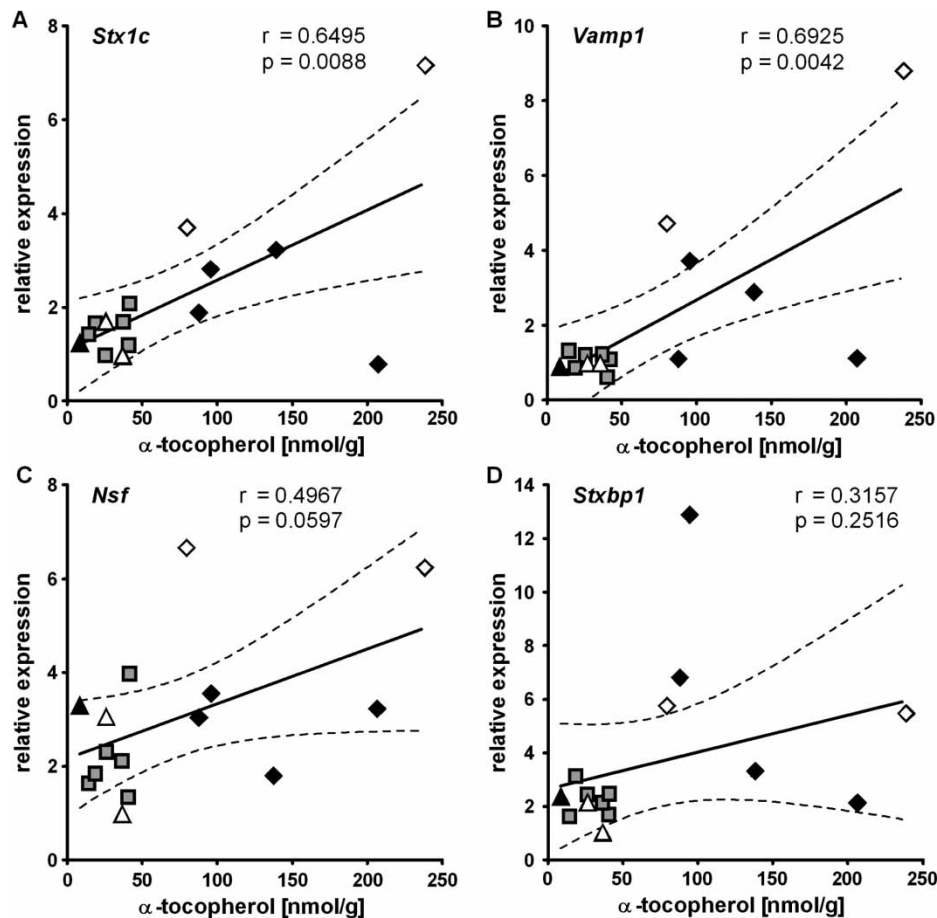 A
Stx1c
r = 0.6495
p = 0.0088
8
6
4
2
0
relative expression
0 50 100 150 200 250
α-tocopherol [nmol/g]
B
Vamp1
r = 0.6925
p = 0.0042
10
8
6
4
2
0
relative expression
0 50 100 150 200 250
α-tocopherol [nmol/g]
C
Nsf
r = 0.4967
p = 0.0597
8
6
4
2
0
relative expression
0 50 100 150 200 250
α-tocopherol [nmol/g]
D
Stxbp1
r = 0.3157
p = 0.2516
14
12
10
8
6
4
2
0
relative expression
0 50 100 150 200 250
α-tocopherol [nmol/g]